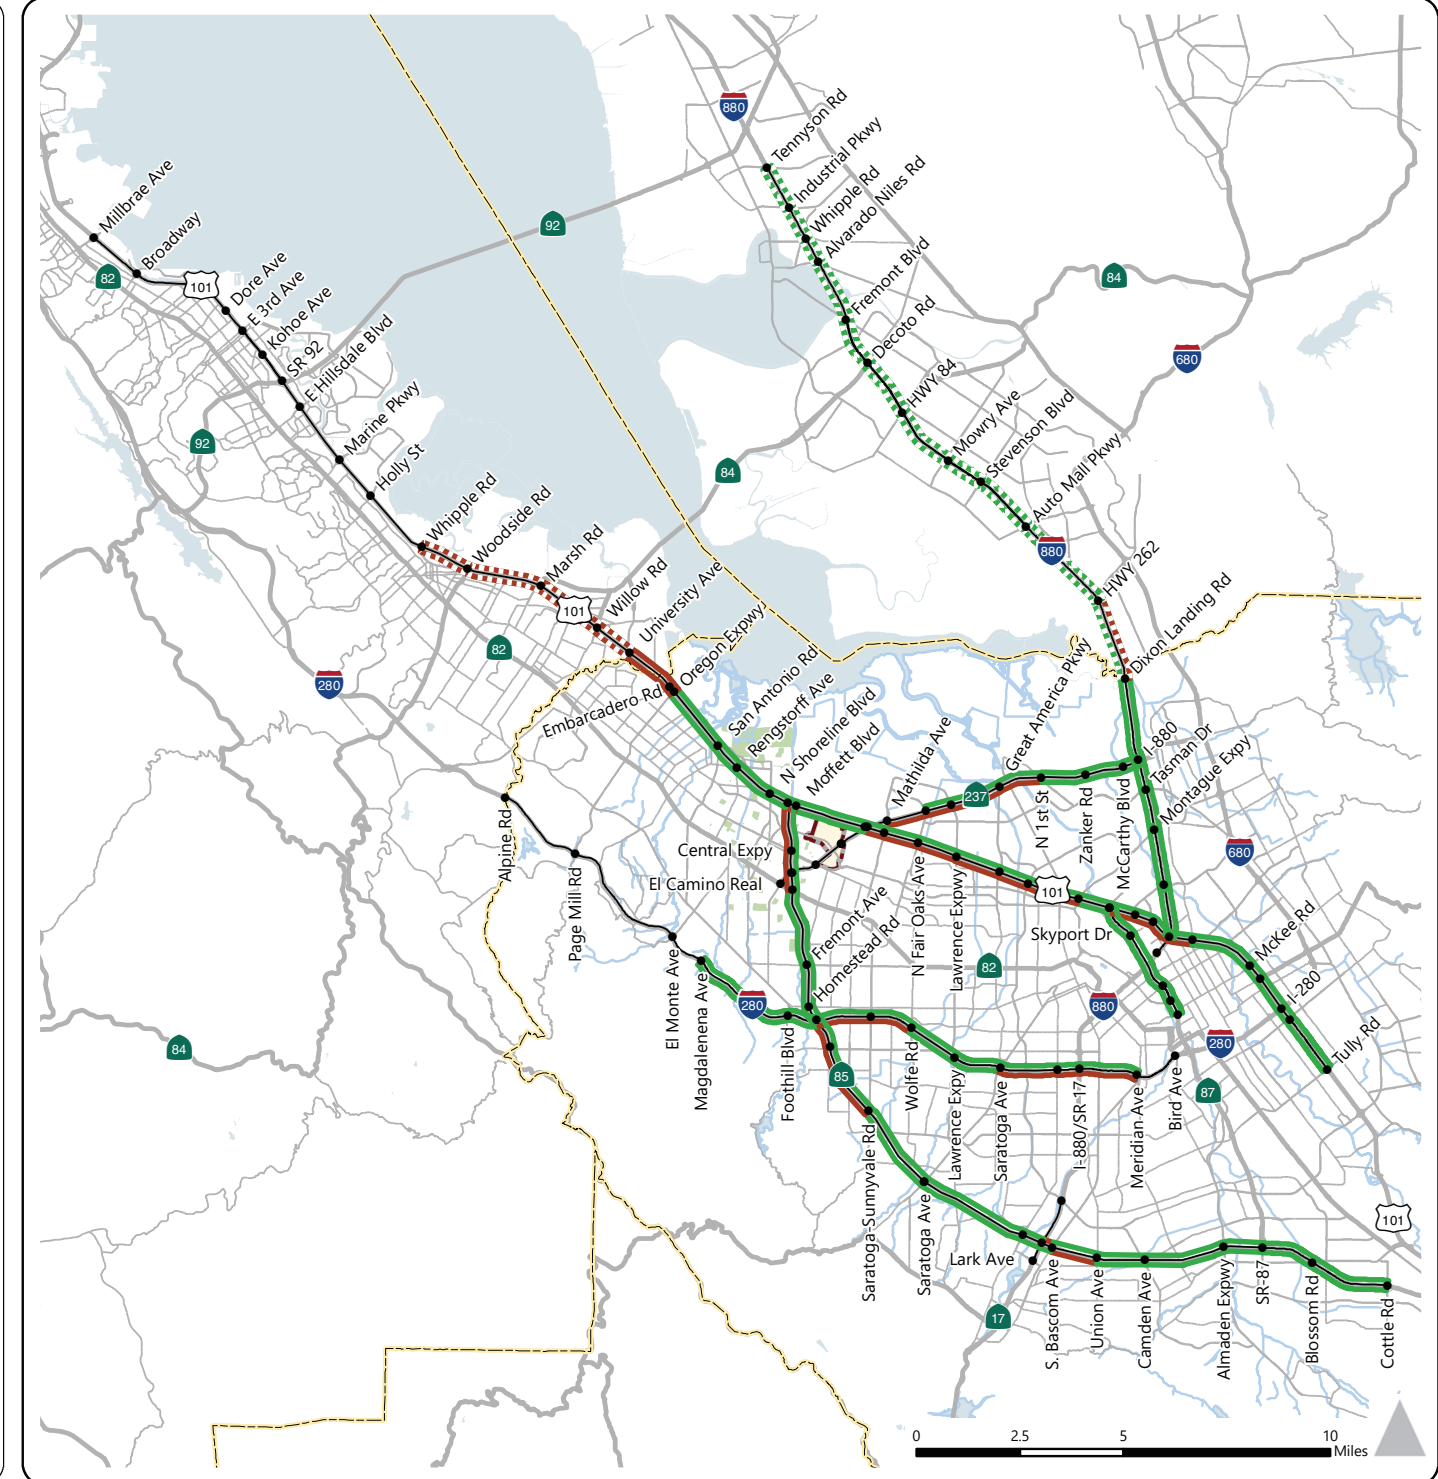 880
Tennyson Rd
Industrial Pkwy
Whipple Rd
Alvarado Niles Rd
Fremont Blvd
Decoto Rd
HWY 84
Mowry Ave
Stevenson Blvd
Auto Mall Pkwy
880
HWY 262
Dixon Landing Rd
84
680
92
Millbrae Ave
Broadway
82
101
Dore Ave
E 3rd Ave
Kohoe Ave
SR 92
E Hillsdale Blvd
Marine Pkwy
Holly St
92
84
Whipple Rd
Woodside Rd
Marsh Rd
101
Willow Rd
University Ave
Oregon Expwy
Embarcadero Rd
82
280
San Antonio Rd
Rengstorff Ave
N Shoreline Blvd
Moffett Blvd
Mathilda Ave
Great America Pkwy
I-880
Tasman Dr
Montague Expy
237
N 1st St
Zanker Rd
McCarthy Blvd
680
Central Expy
El Camino Real
Fremont Ave
Homestead Rd
N Fair Oaks Ave
Lawrence Expwy
101
Skyport Dr
McKee Rd
I-280
Tully Rd
82
880
280
87
Alpine Rd
Page Mill Rd
El Monte Ave
Magdalenena Ave
280
Foothill Blvd
85
Wolfe Rd
Lawrence Expy
Saratoga Ave
I-880/SR-17
Meridian Ave
Bird Ave
84
Saratoga-Sunnyvale Rd
Saratoga Ave
Lark Ave
S. Bascom Ave
Union Ave
Camden Ave
Almaden Expwy
SR-87
Blossom Rd
Cottle Rd
101
17
0 2.5 5 10
Miles